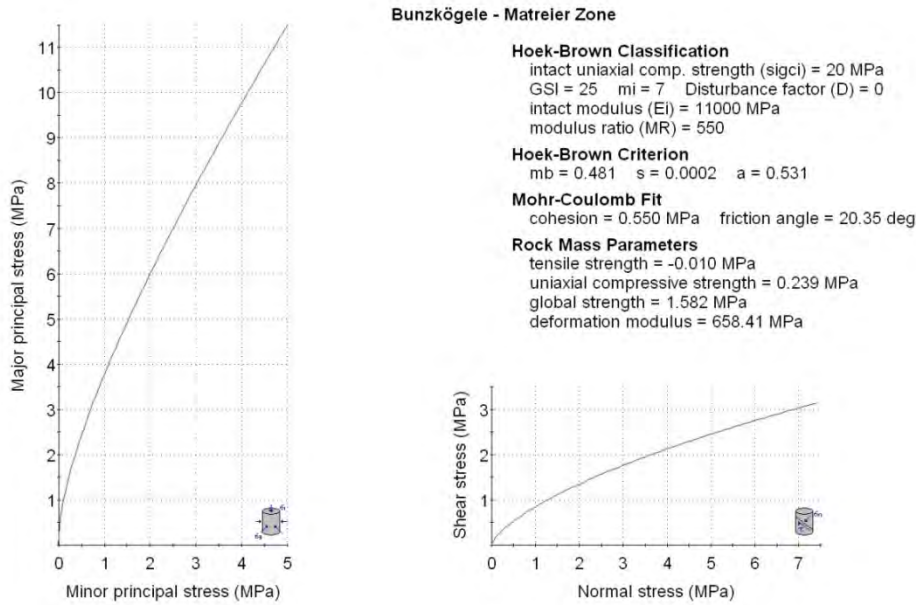 Bunzkögele - Matreier Zone
Hoek-Brown Classification
intact uniaxial comp. strength (sigci) = 20 MPa
GSI = 25 mi = 7 Disturbance factor (D) = 0
intact modulus (Ei) = 11000 MPa
modulus ratio (MR) = 550
Hoek-Brown Criterion
mb = 0.481 s = 0.0002 a = 0.531
Mohr-Coulomb Fit
cohesion = 0.550 MPa friction angle = 20.35 deg
Rock Mass Parameters
tensile strength = -0.010 MPa
uniaxial compressive strength = 0.239 MPa
global strength = 1.582 MPa
deformation modulus = 658.41 MPa
Major principal stress (MPa)
11
10
9
8
7
6
5
4
3
2
1
0 1 2 3 4 5
Minor principal stress (MPa)
Shear stress (MPa)
3
2
1
0 1 2 3 4 5 6 7
Normal stress (MPa)